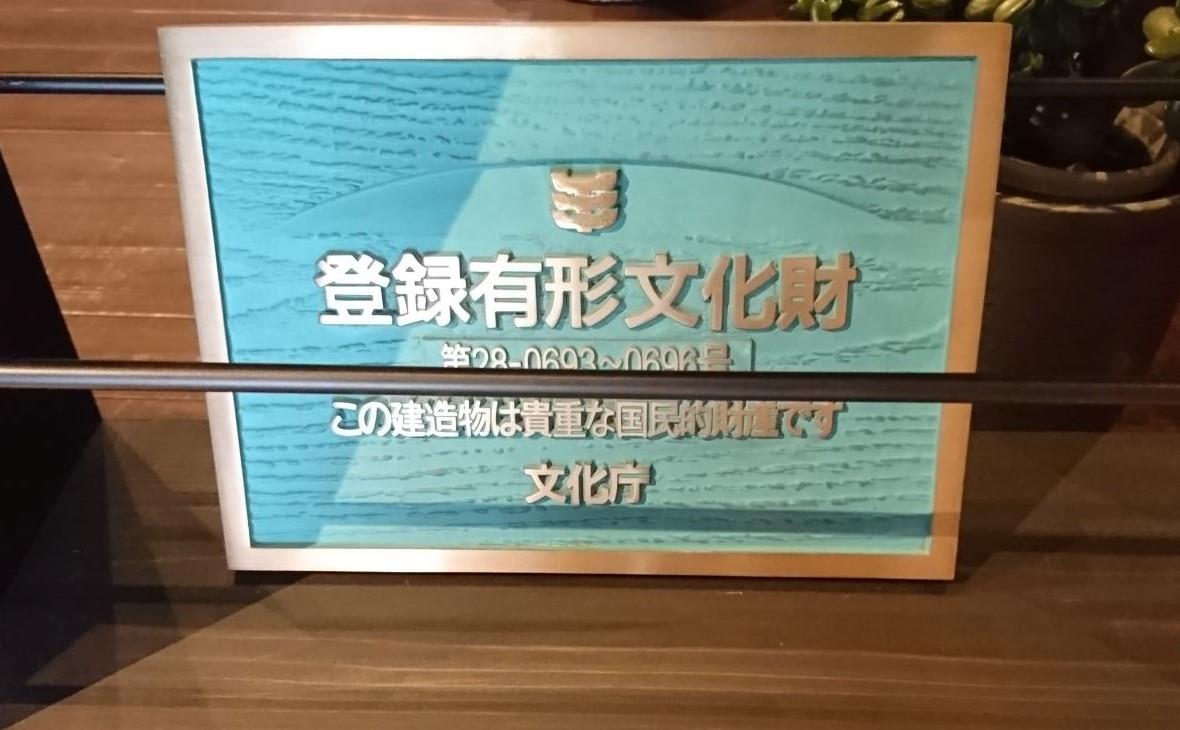 登録有形文化財
第28-0693~0696号
この建造物は貴重な国民的財産です
文化庁